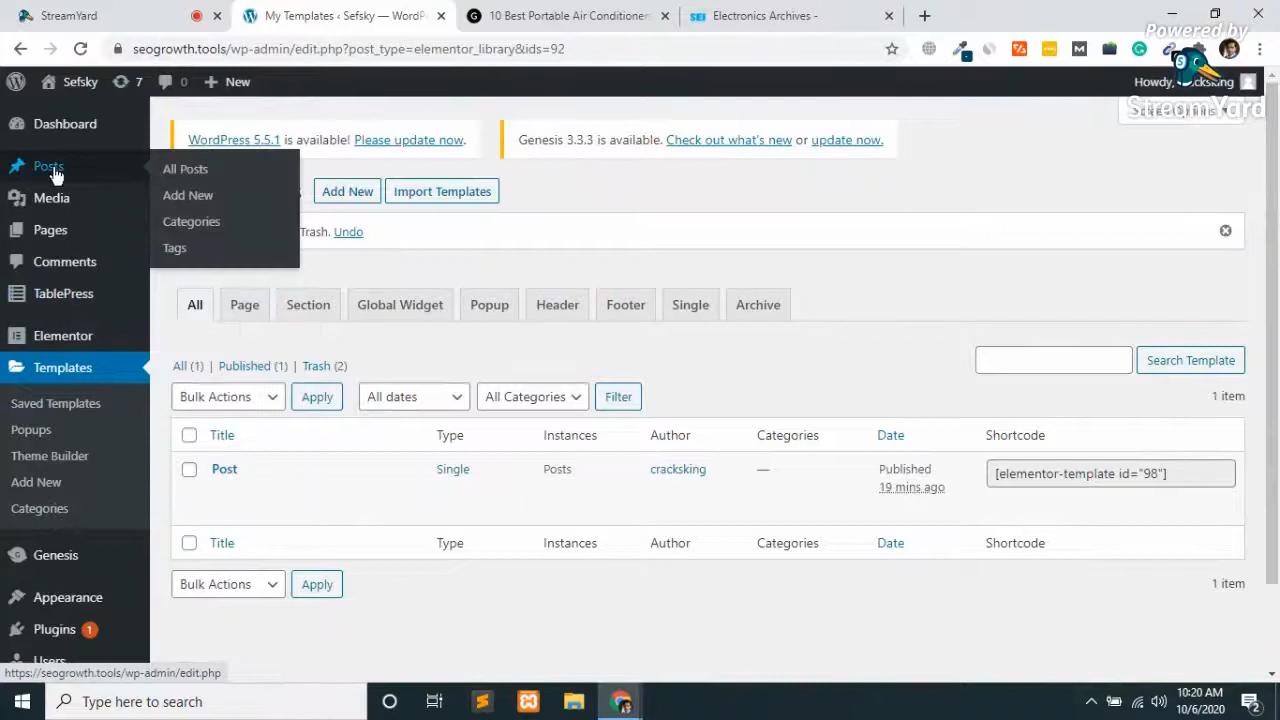 StreamYard
My Templates ‹ Sefsky — WordPr
10 Best Portable Air Conditioner
SEF Electronics Archives -
Powered by
StreamYard
seogrowth.tools/wp-admin/edit.php?post_type=elementor_library&ids=92
Sefsky
7
0
New
Howdy,
Dashboard
Posts
Media
Pages
Comments
TablePress
Elementor
Templates
Saved Templates
Popups
Theme Builder
Add New
Categories
Genesis
Appearance
Plugins 1
Users
All Posts
Add New
Categories
Tags
WordPress 5.5.1 is available! Please update now.
Genesis 3.3.3 is available. Check out what's new or update now.
Add New
Import Templates
Trash. Undo
All
Page
Section
Global Widget
Popup
Header
Footer
Single
Archive
All (1) | Published (1) | Trash (2)
Search Template
Bulk Actions
Apply
All dates
All Categories
Filter
1 item
Title Type Instances Author Categories Date Shortcode
Post Single Posts cracksking — Published
19 mins ago
[elementor-template id="98"]
Title Type Instances Author Categories Date Shortcode
Bulk Actions
Apply
1 item
https://seogrowth.tools/wp-admin/edit.php
Type here to search
10:20 AM
10/6/2020
2